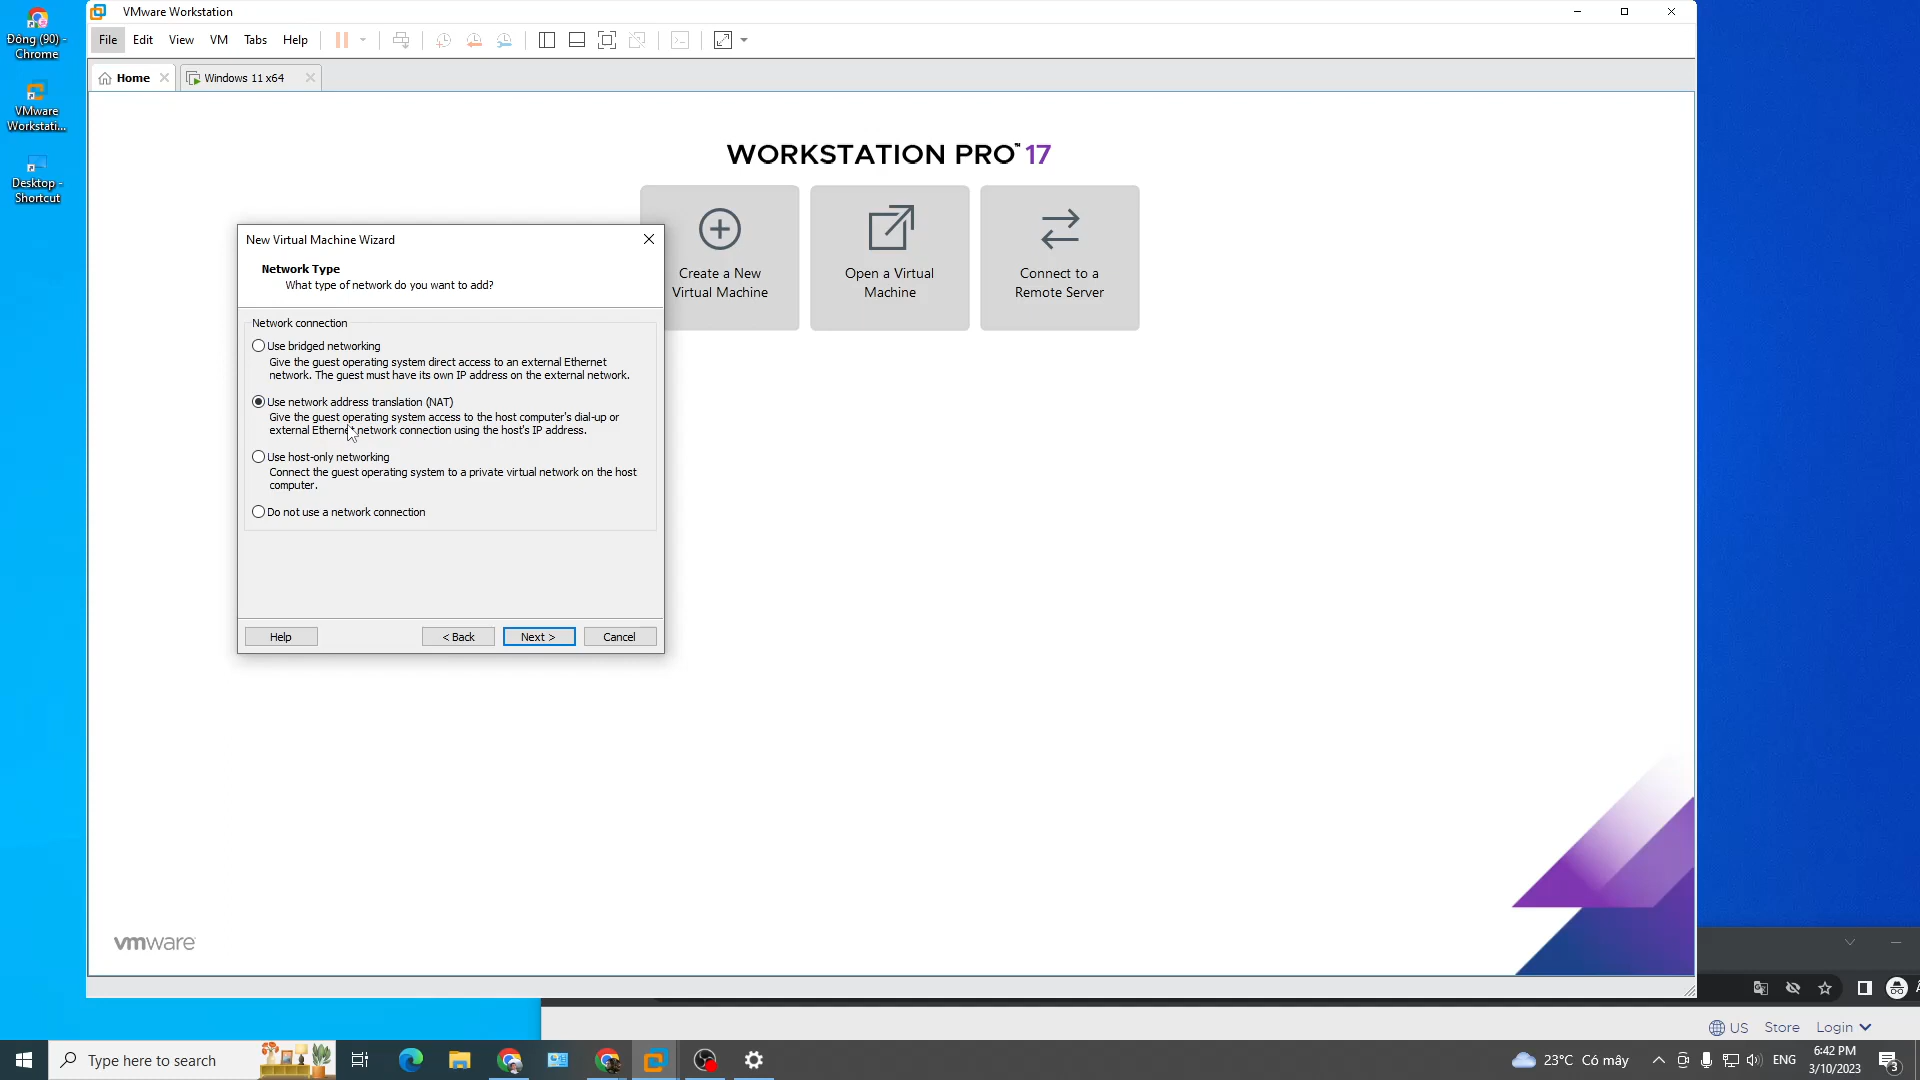 Đông (90) -
Chrome
VMware
Workstati...
Desktop -
Shortcut
VMware Workstation
File Edit View VM Tabs Help
Home
Windows 11 x64
WORKSTATION PRO™ 17
Create a New
Virtual Machine
Open a Virtual
Machine
Connect to a
Remote Server
New Virtual Machine Wizard
Network Type
What type of network do you want to add?
Network connection
Use bridged networking
Give the guest operating system direct access to an external Ethernet
network. The guest must have its own IP address on the external network.
Use network address translation (NAT)
Give the guest operating system access to the host computer's dial-up or
external Ethernet network connection using the host's IP address.
Use host-only networking
Connect the guest operating system to a private virtual network on the host
computer.
Do not use a network connection
Help
< Back
Next >
Cancel
vmware
US Store Login
Type here to search
23°C Có mây
ENG
6:42 PM
3/10/2023
3